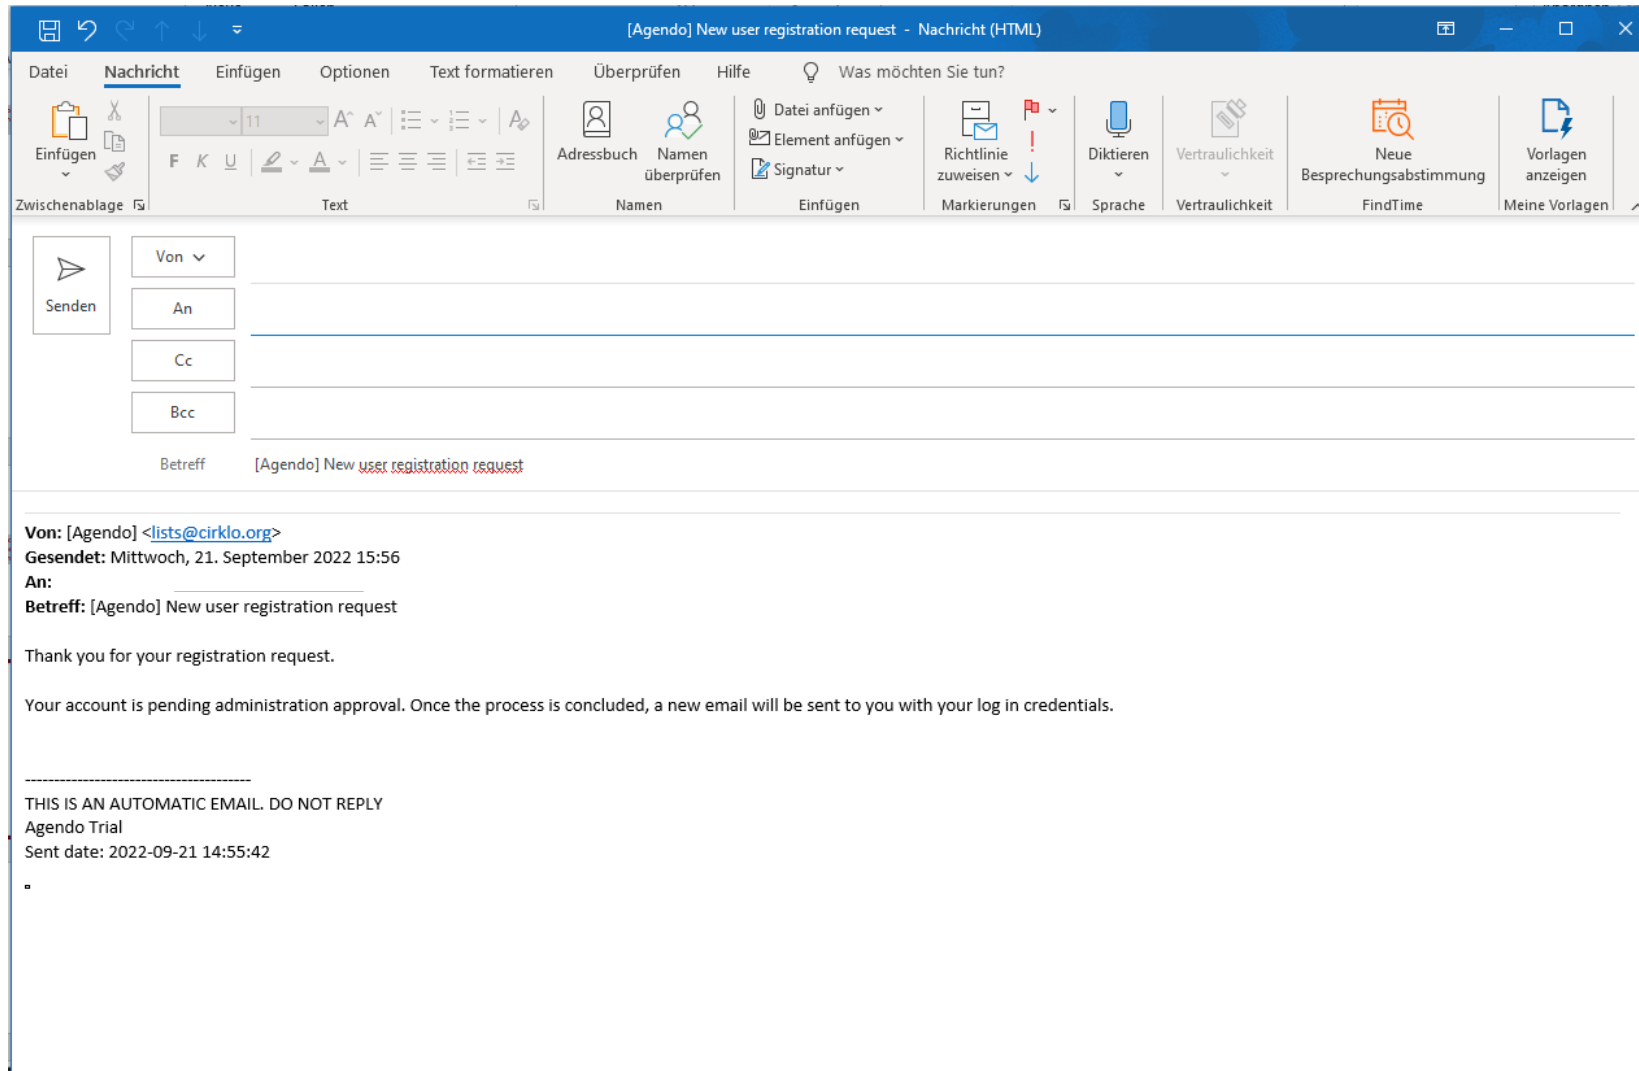 [Agendo] New user registration request - Nachricht (HTML)
Datei Nachricht Einfügen Optionen Text formatieren Überprüfen Hilfe Was möchten Sie tun?
Einfügen
11
F K U
A
Adressbuch
Namen überprüfen
Datei anfügen
Element anfügen
Signatur
Richtlinie zuweisen
Diktieren
Vertraulichkeit
Neue Besprechungsabstimmung
Vorlagen anzeigen
Zwischenablage Text Namen Einfügen Markierungen Sprache Vertraulichkeit FindTime Meine Vorlagen
Senden
Von
An
Cc
Bcc
Betreff [Agendo] New user registration request
Von: [Agendo] <lists@cirklo.org>
Gesendet: Mittwoch, 21. September 2022 15:56
An:
Betreff: [Agendo] New user registration request
Thank you for your registration request.
Your account is pending administration approval. Once the process is concluded, a new email will be sent to you with your log in credentials.
---------------------------------------
THIS IS AN AUTOMATIC EMAIL. DO NOT REPLY
Agendo Trial
Sent date: 2022-09-21 14:55:42